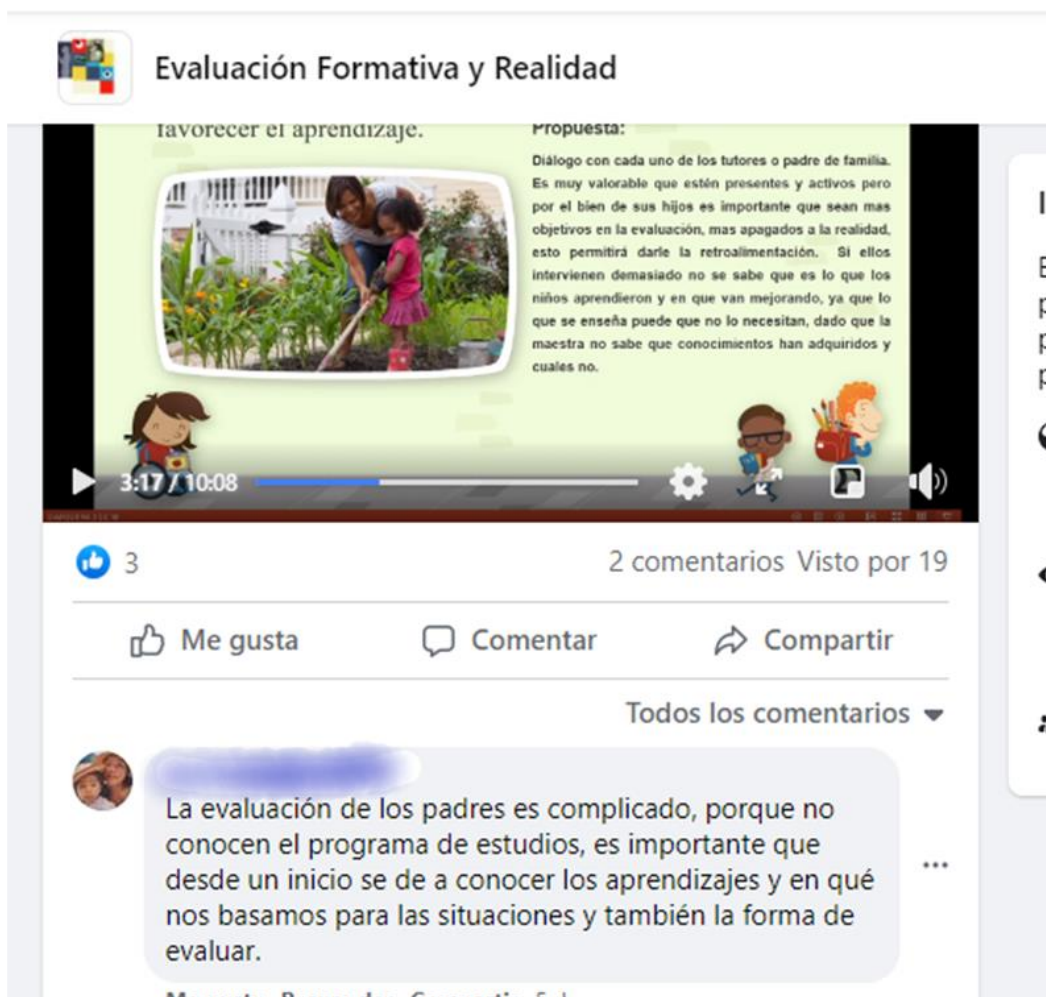 Evaluación Formativa y Realidad
favorecer el aprendizaje.
Propuesta:
Diálogo con cada uno de los tutores o padre de familia.
Es muy valorable que estén presentes y activos pero
por el bien de sus hijos es importante que sean mas
objetivos en la evaluación, mas apagados a la realidad,
esto permitirá darle la retroalimentación. Si ellos
intervienen demasiado no se sabe que es lo que los
niños aprendieron y en que van mejorando, ya que lo
que se enseña puede que no lo necesitan, dado que la
maestra no sabe que conocimientos han adquiridos y
cuales no.
3:17 / 10:08
3
2 comentarios Visto por 19
Me gusta Comentar Compartir
Todos los comentarios
La evaluación de los padres es complicado, porque no
conocen el programa de estudios, es importante que
desde un inicio se de a conocer los aprendizajes y en qué
nos basamos para las situaciones y también la forma de
evaluar.